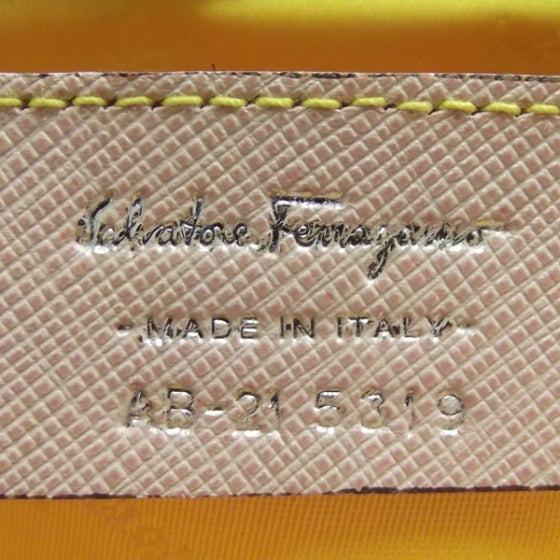 Salvatore Ferragamo
-MADE IN ITALY-
AB-21 5319